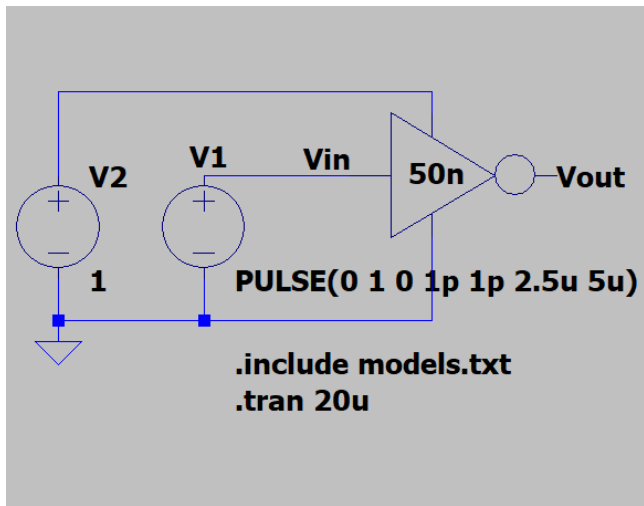 V1
Vin
V2
50n
Vout
1
PULSE(0 1 0 1p 1p 2.5u 5u)
.include models.txt
.tran 20u